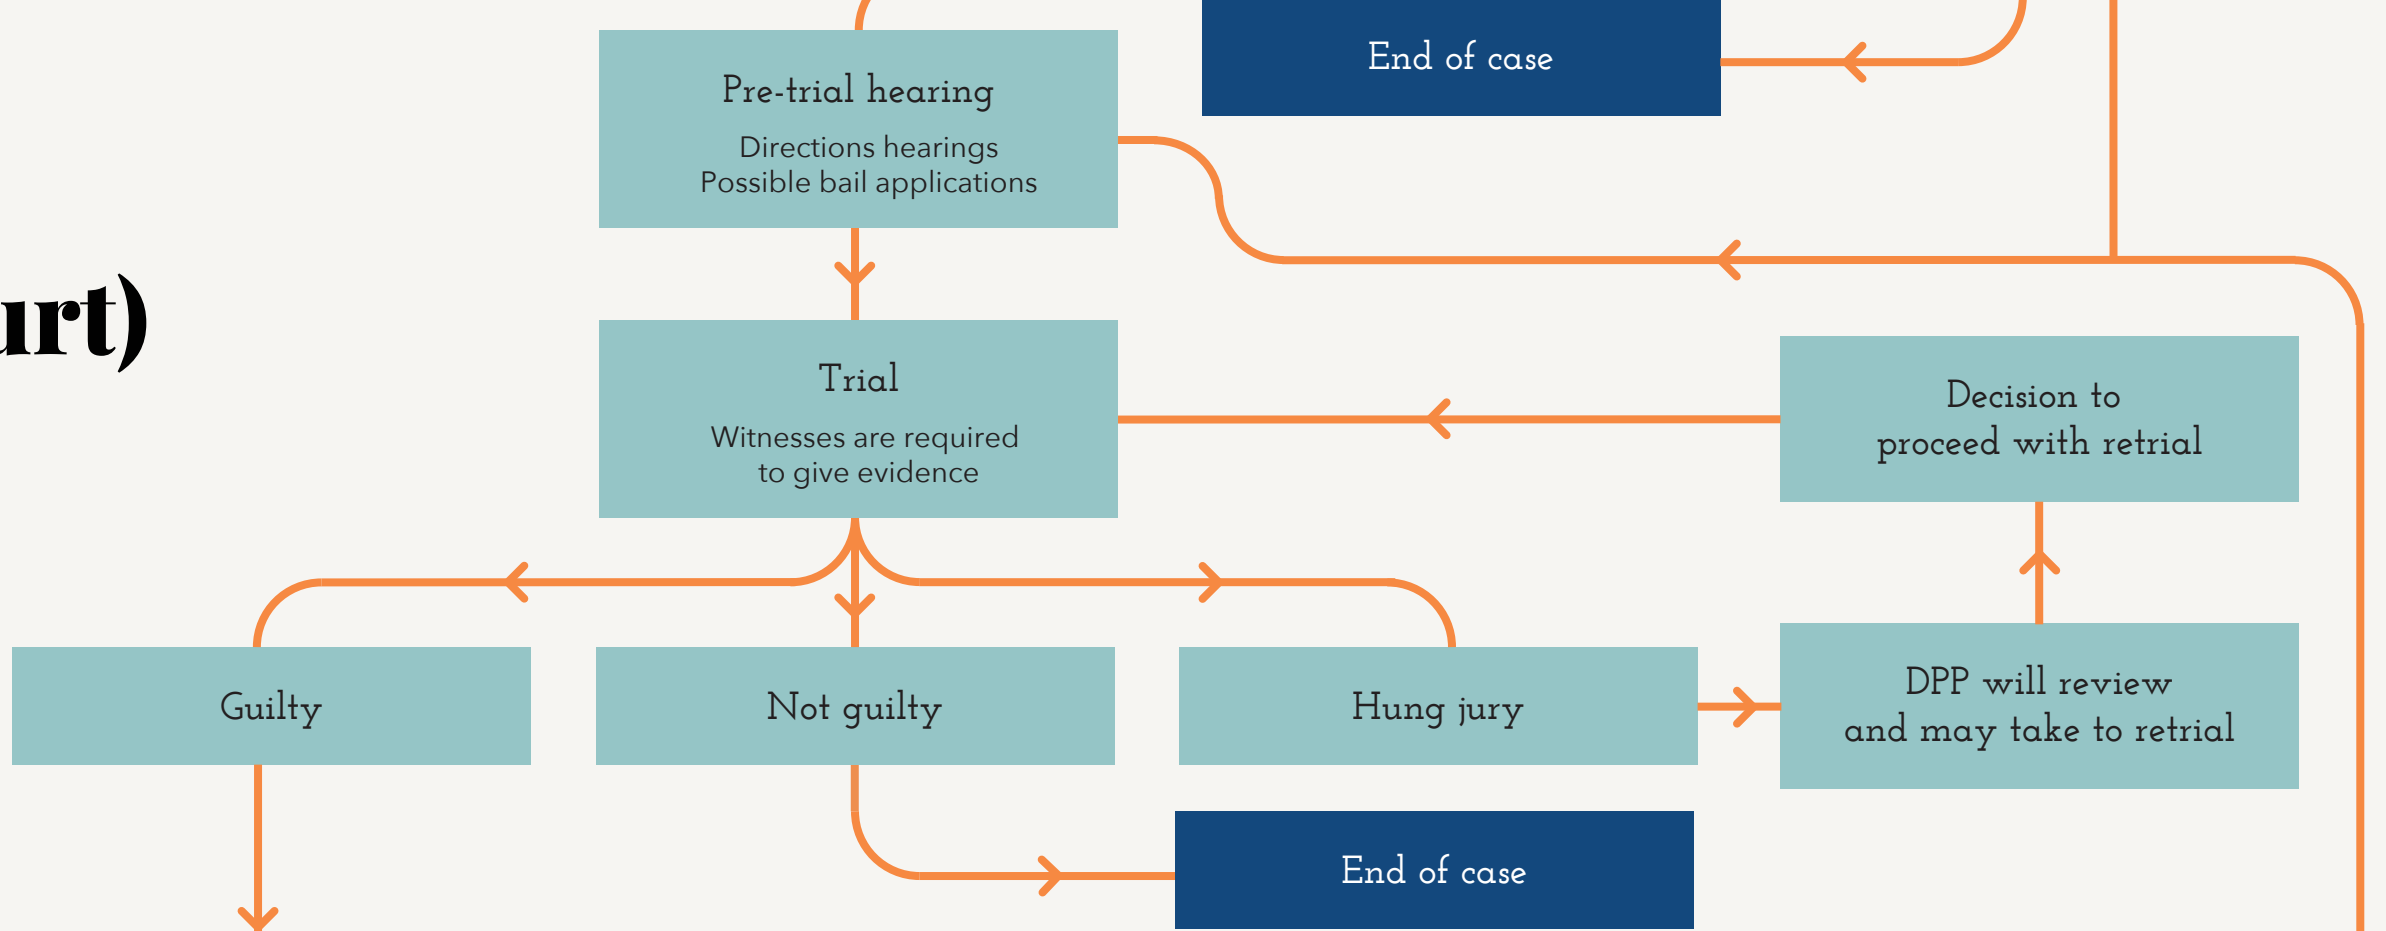 End of case
Pre-trial hearing
Directions hearings
Possible bail applications
urt)
Trial
Witnesses are required
to give evidence
Decision to
proceed with retrial
Guilty
Not guilty
Hung jury
DPP will review
and may take to retrial
End of case